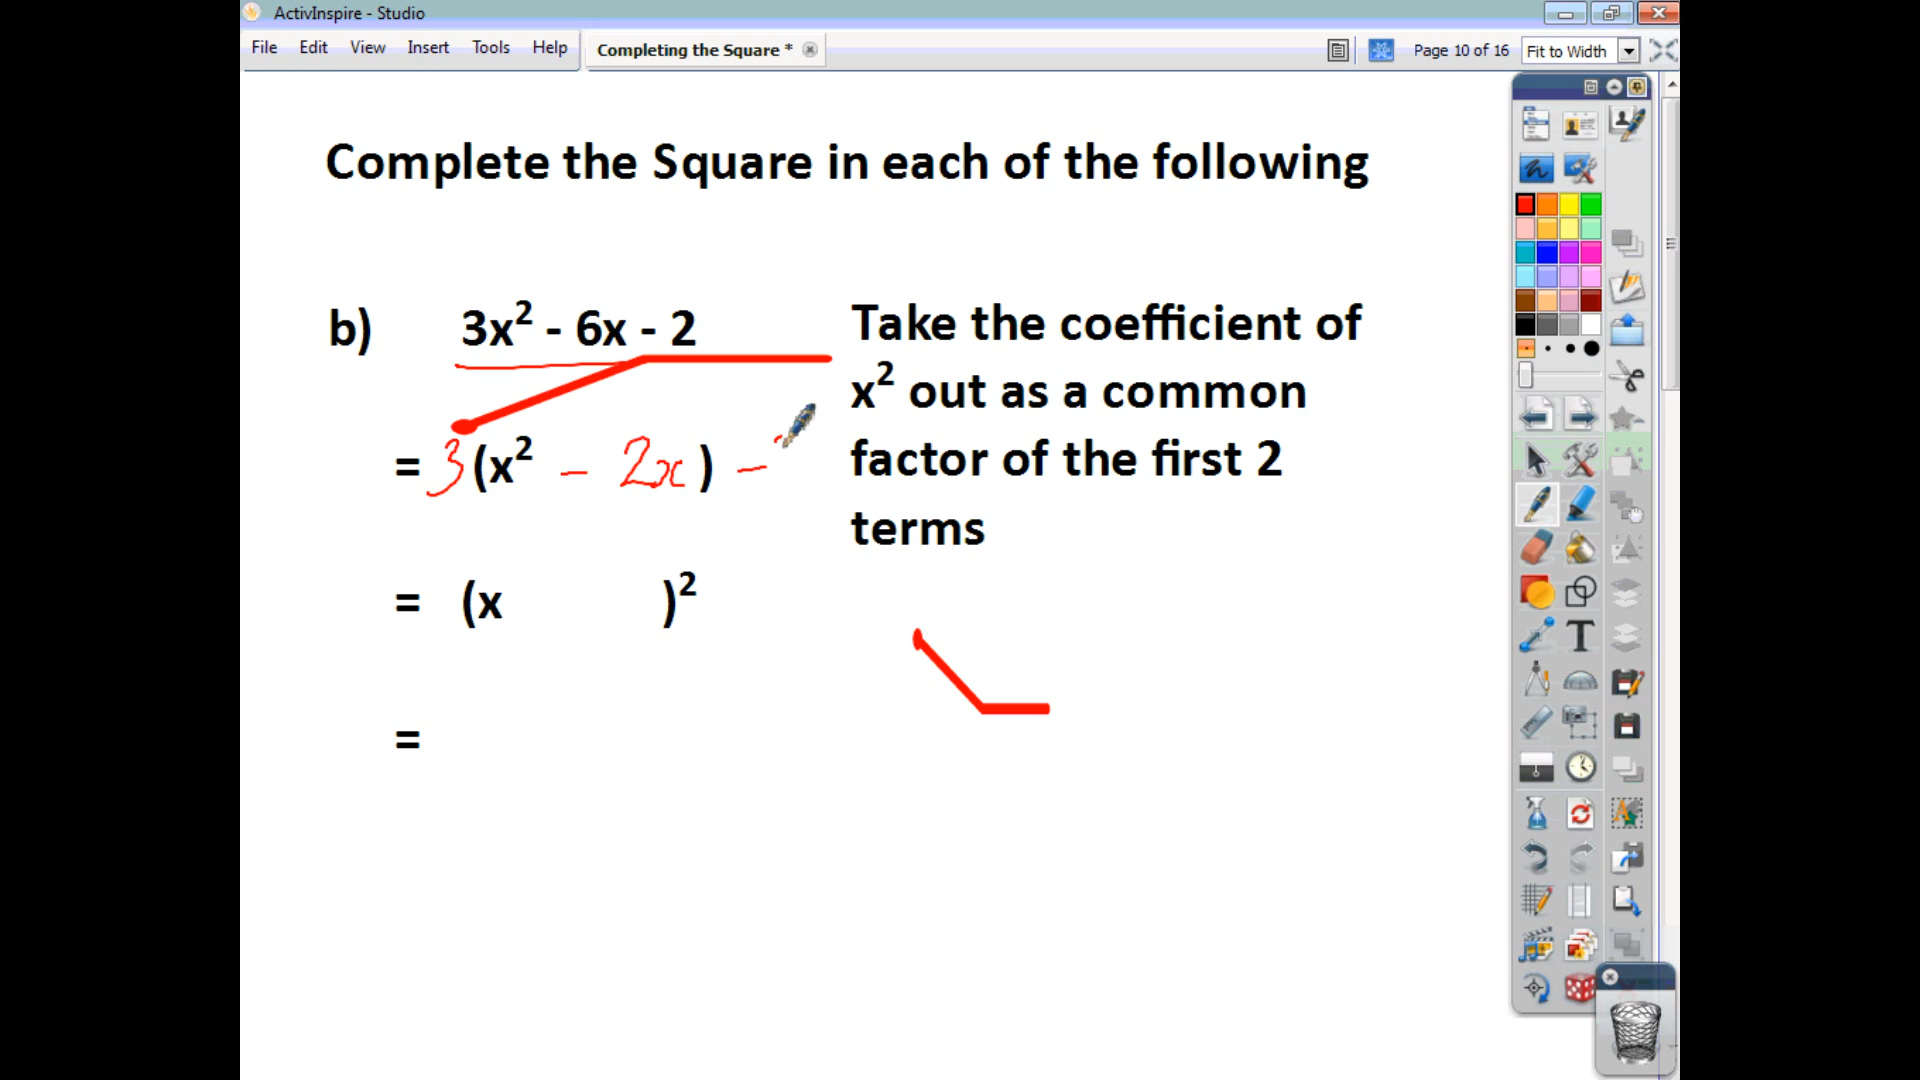 ActivInspire - Studio
File Edit View Insert Tools Help
Completing the Square *
Page 10 of 16
Fit to Width
Complete the Square in each of the following
b) 3x² - 6x - 2
= 3(x² - 2x) -
= (x )²
=
Take the coefficient of
x² out as a common
factor of the first 2
terms